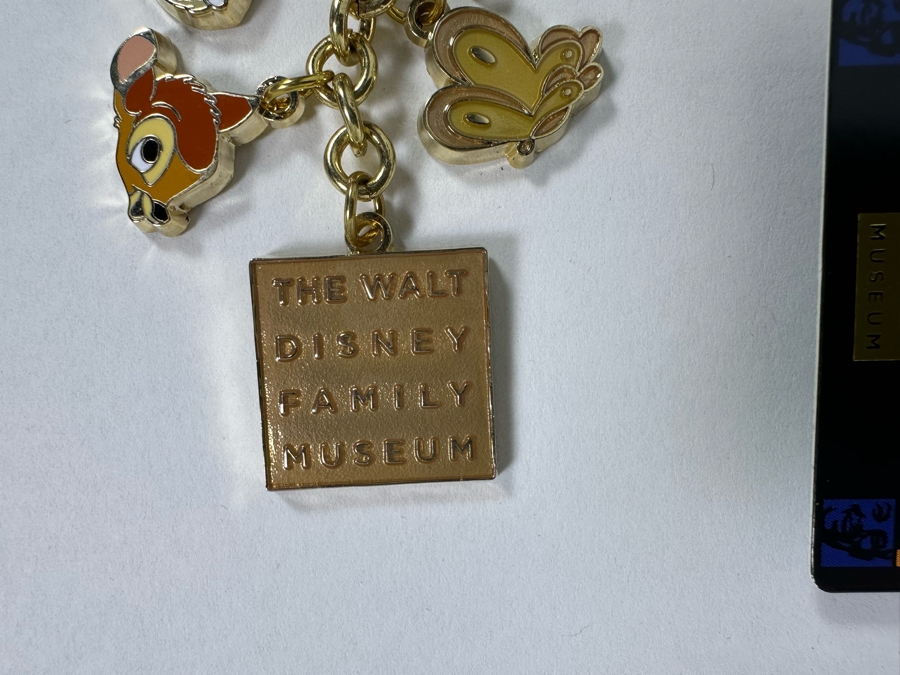 THE WALT
DISNEY
FAMILY
MUSEUM
MUSEUM